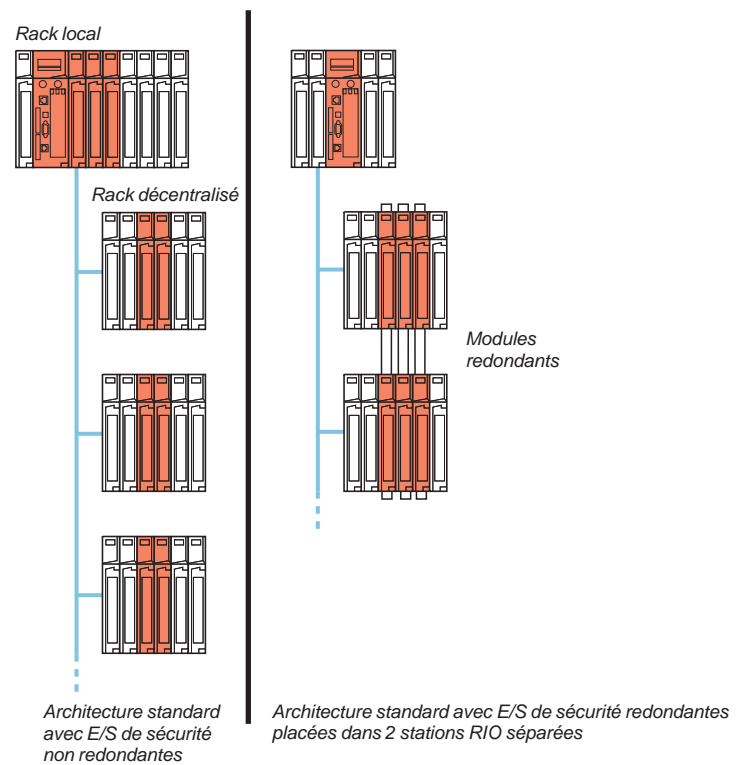 Rack local
Rack décentralisé
Modules
redondants
Architecture standard
avec E/S de sécurité
non redondantes
Architecture standard avec E/S de sécurité redondantes
placées dans 2 stations RIO séparées